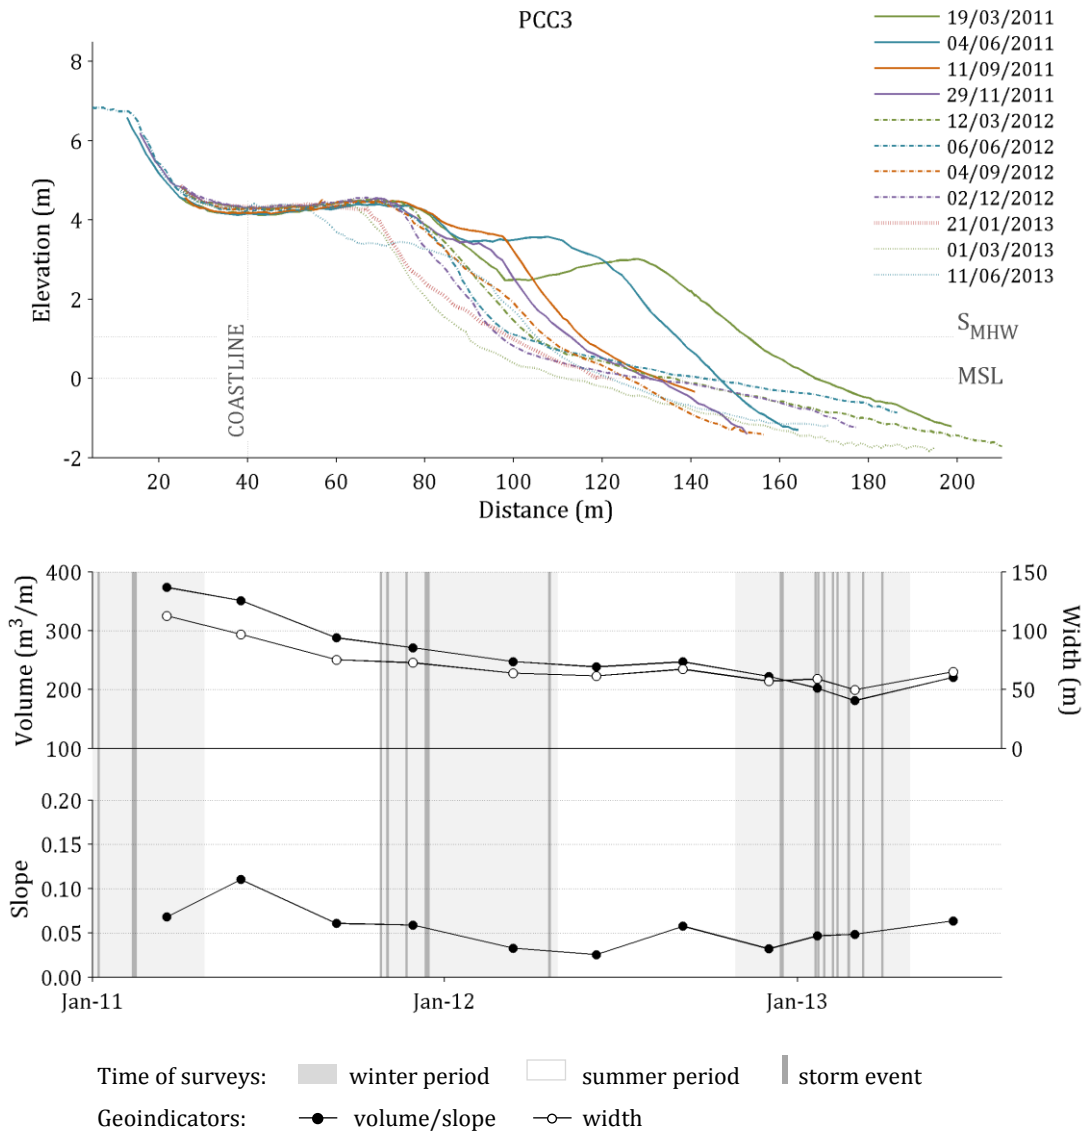 PCC3
19/03/2011
04/06/2011
11/09/2011
29/11/2011
12/03/2012
06/06/2012
04/09/2012
02/12/2012
21/01/2013
01/03/2013
11/06/2013
8
6
4
2
0
-2
Elevation (m)
COASTLINE
SMHW
MSL
20 40 60 80 100 120 140 160 180 200
Distance (m)
400
300
200
100
Volume (m³/m)
150
100
50
0
Width (m)
0.20
0.15
0.10
0.05
0.00
Slope
Jan-11 Jan-12 Jan-13
Time of surveys: winter period summer period storm event
Geoindicators: volume/slope width